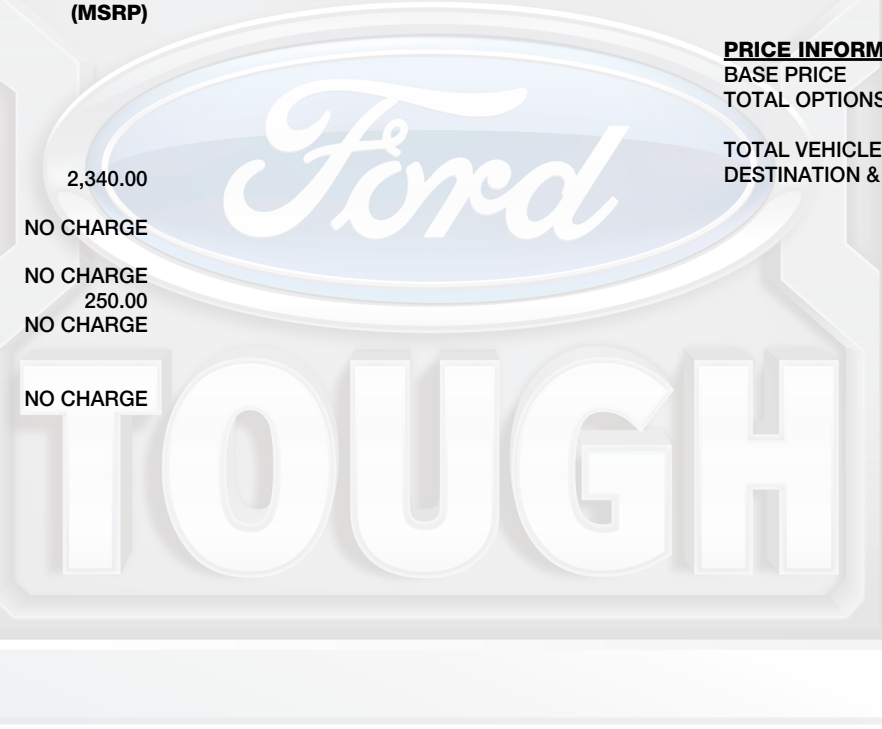 (MSRP)
2,340.00
NO CHARGE
NO CHARGE
250.00
NO CHARGE
NO CHARGE
PRICE INFORM
BASE PRICE
TOTAL OPTIONS
TOTAL VEHICLE
DESTINATION &
Ford
TOUGH